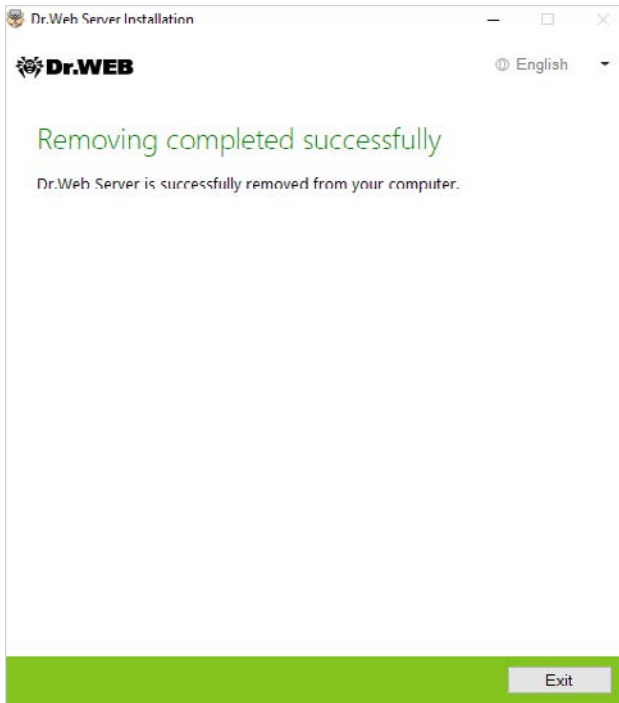 Dr.Web Server Installation
Dr.WEB
English
Removing completed successfully
Dr.Web Server is successfully removed from your computer.
Exit